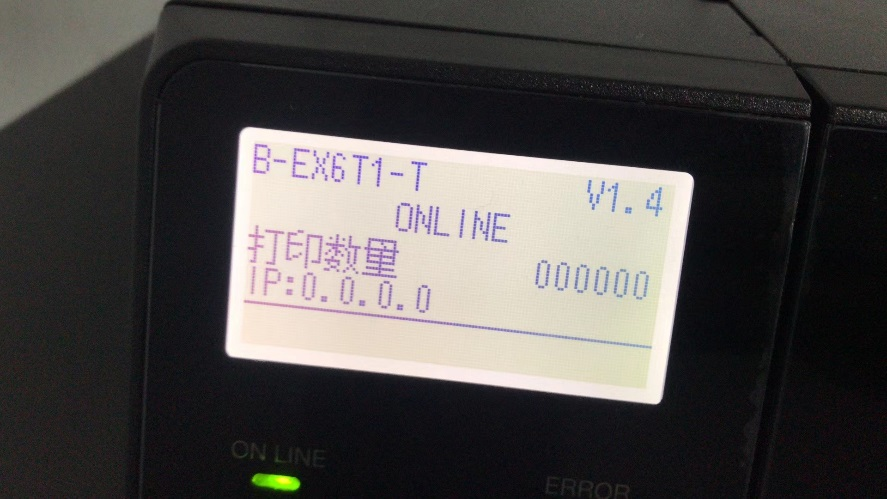 B-EX6T1-T V1.4
ONLINE
打印数量 000000
IP:0.0.0.0
ON LINE ERROR